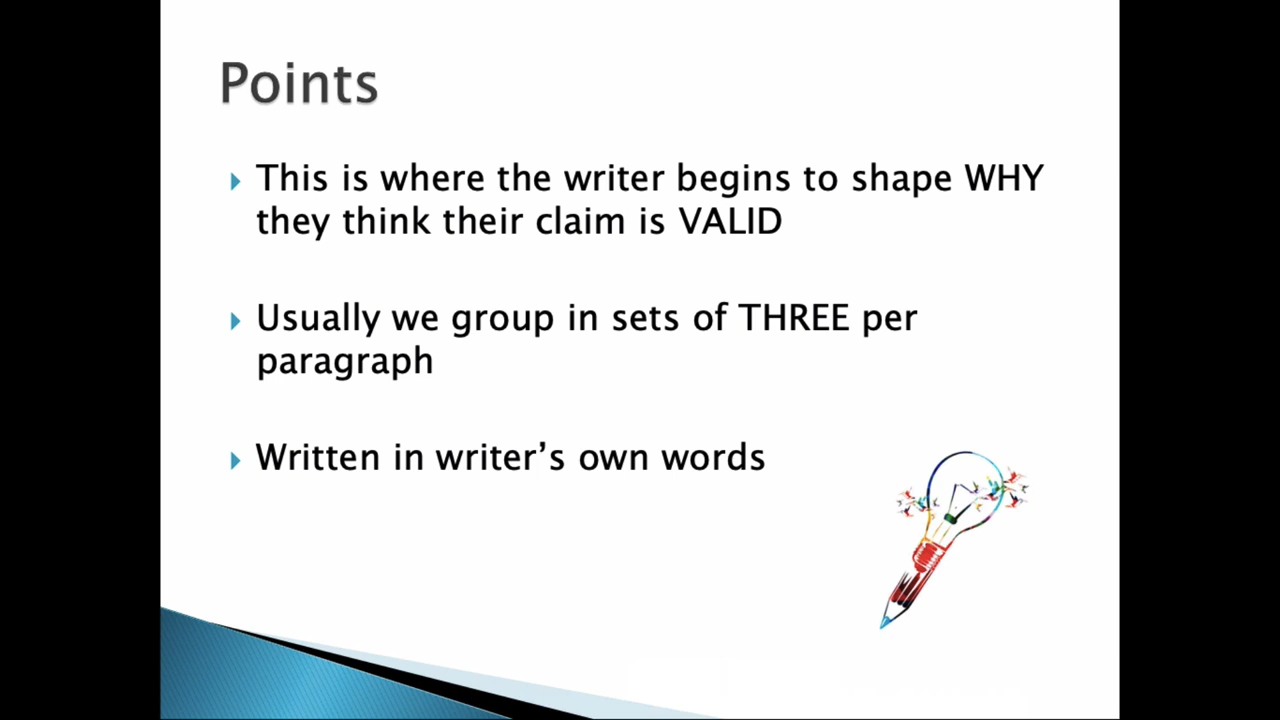 Points
This is where the writer begins to shape WHY
they think their claim is VALID
Usually we group in sets of THREE per
paragraph
Written in writer’s own words